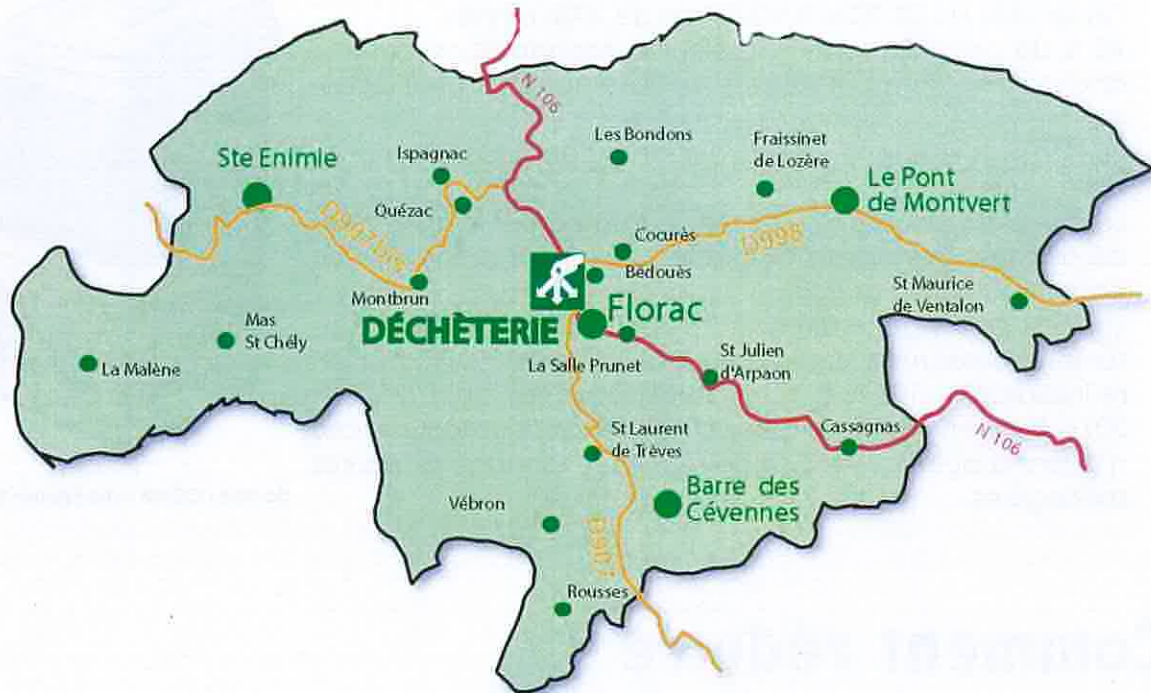 N 106
Les Bondons
Fraissinet
de Lozère
Ispagnac
Ste Enimie
Le Pont
de Montvert
Quézac
D907bis
Cocurès
D998
Bédouès
Montbrun
St Maurice
de Ventalon
Florac
DÉCHÈTERIE
Mas
St Chély
La Malène
La Salle Prunet
St Julien
d'Arpaon
Cassagnas
N 106
St Laurent
de Trèves
Barre des
Cévennes
Vébron
D907
Rousses